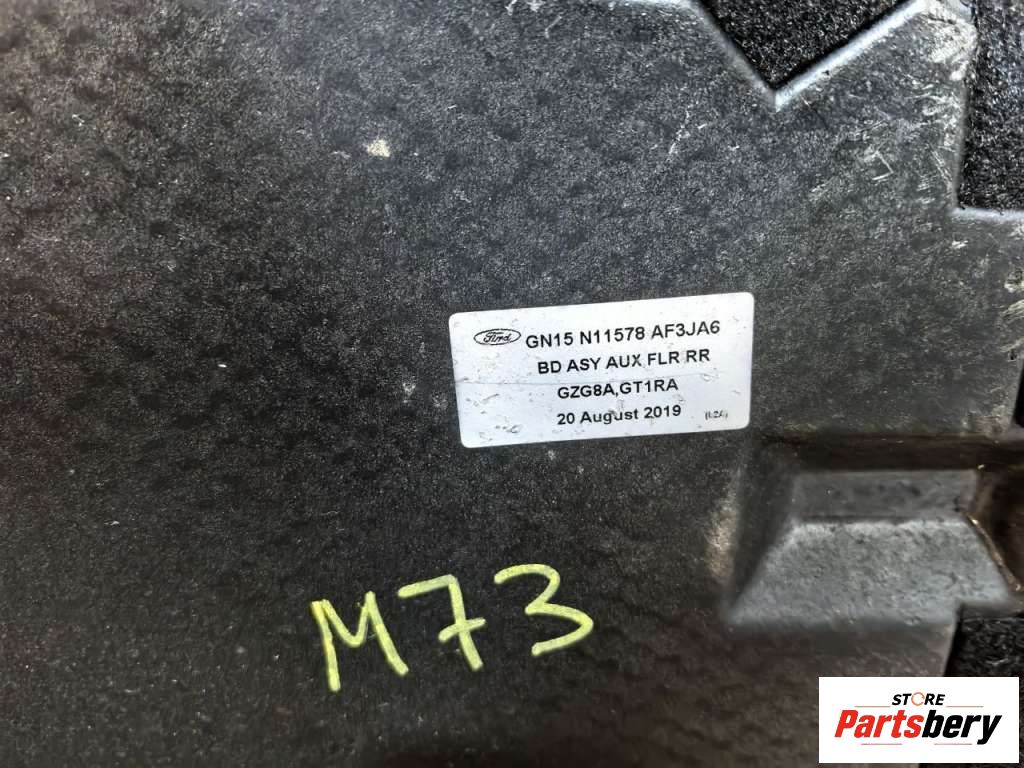 Ford GN15 N11578 AF3JA6
BD ASY AUX FLR RR
GZG8A,GT1RA
20 August 2019
M73
STORE
Partsbery